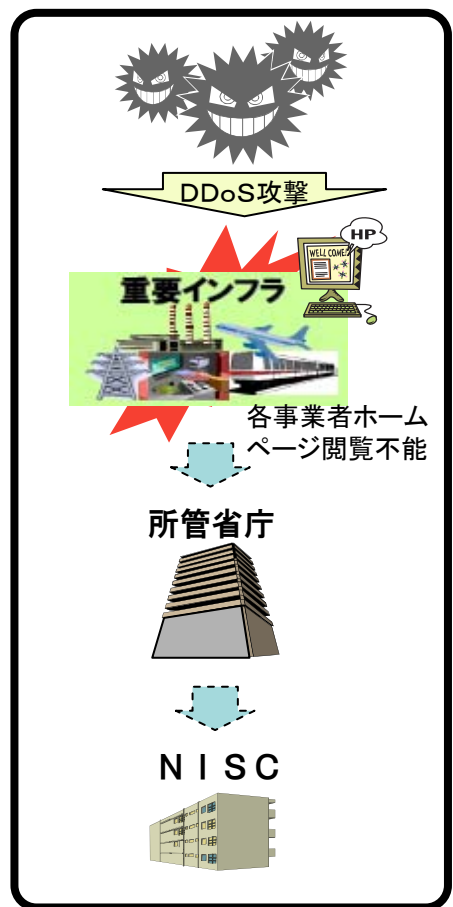 DDoS攻撃
HP
WELL COME!
重要インフラ
各事業者ホーム
ページ閲覧不能
所管省庁
ＮＩＳＣ